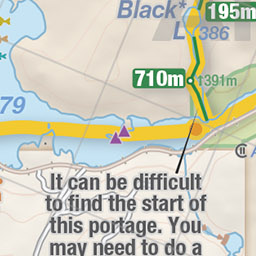 Black*
195m
L 386
710m
391m
79
It can be difficult
to find the start of
this portage. You
may need to do a